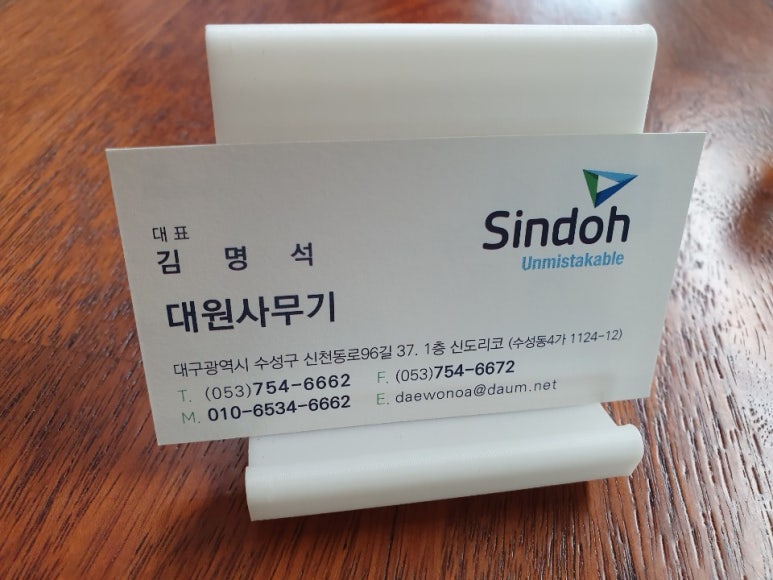 Sindoh
Unmistakable
대표
김 명 석
대원사무기
대구광역시 수성구 신천동로96길 37. 1층 신도리코 (수성동4가 1124-12)
T. (053)754-6662 F. (053)754-6672
M. 010-6534-6662 E. daewonoa@daum.net